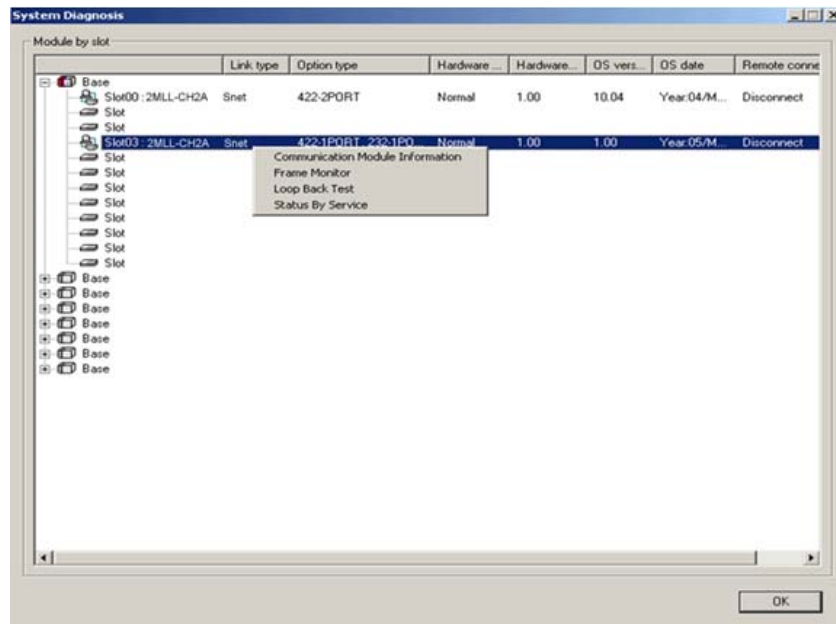 System Diagnosis
Module by slot
Link type Option type Hardware ... Hardware... OS vers... OS date Remote conne
Base
Slot00 : 2MLL-CH2A Snet 422-2PORT Normal 1.00 10.04 Year:04/M... Disconnect
Slot
Slot
Slot03 : 2MLL-CH2A Snet 422-1PORT 232-1PO... Normal 1.00 1.00 Year:05/M... Disconnect
Slot
Communication Module Information
Slot
Frame Monitor
Slot
Loop Back Test
Slot
Status By Service
Slot
Slot
Slot
Slot
Base
Base
Base
Base
Base
Base
Base
OK